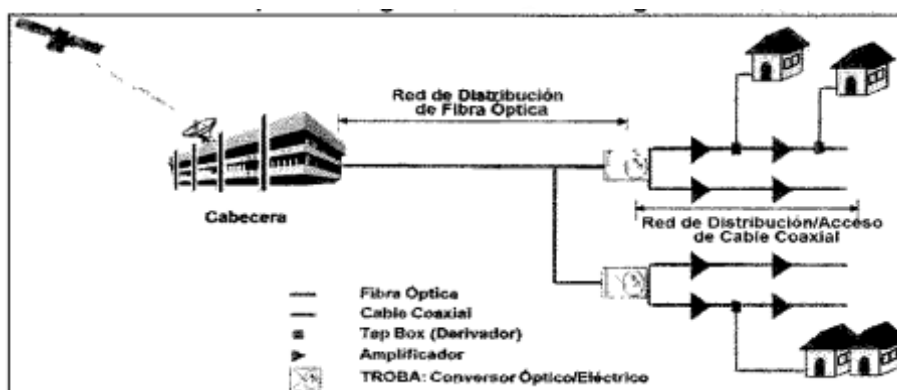 Red de Distribución
de Fibra Óptica
Cabecera
Red de Distribución/Acceso
de Cable Coaxial
Fibra Óptica
Cable Coaxial
Tap Box (Derivador)
Amplificador
TROBA: Conversor Óptico/Eléctrico